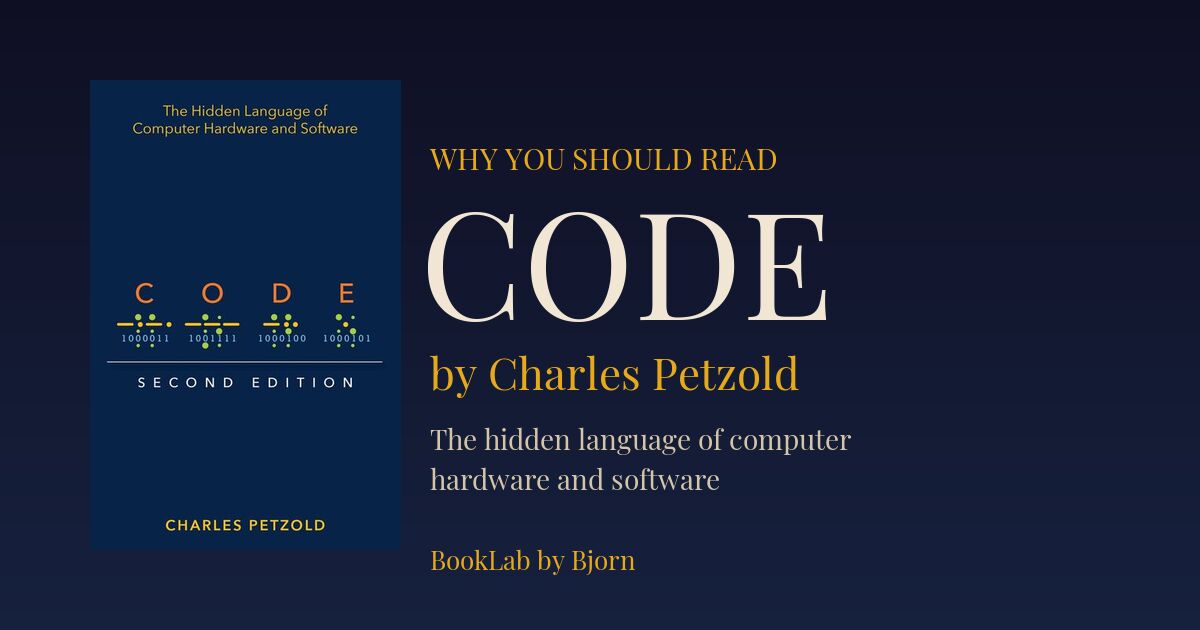 The Hidden Language of
Computer Hardware and Software
C O D E
1000011 1001111 1000100 1000101
SECOND EDITION
CHARLES PETZOLD
WHY YOU SHOULD READ
CODE
by Charles Petzold
The hidden language of computer
hardware and software
BookLab by Bjorn